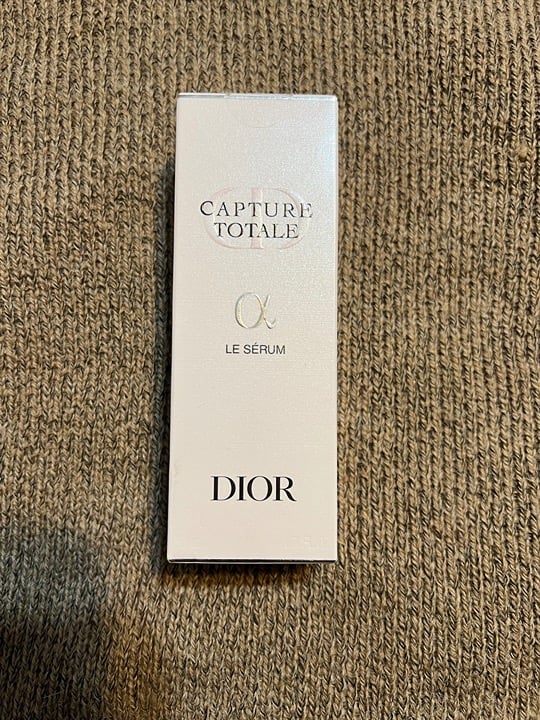 CAPTURE
TOTALE
α
LE SÉRUM
DIOR